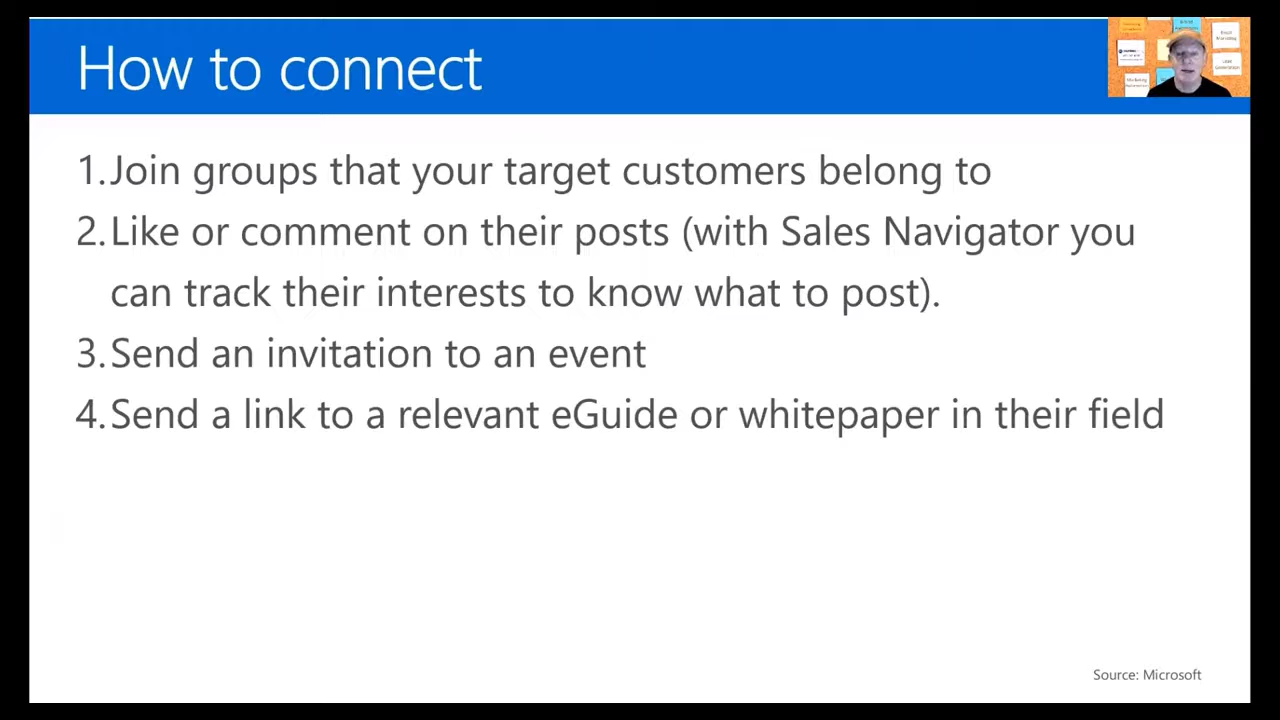 How to connect
1. Join groups that your target customers belong to
2. Like or comment on their posts (with Sales Navigator you
can track their interests to know what to post).
3. Send an invitation to an event
4. Send a link to a relevant eGuide or whitepaper in their field
Source: Microsoft